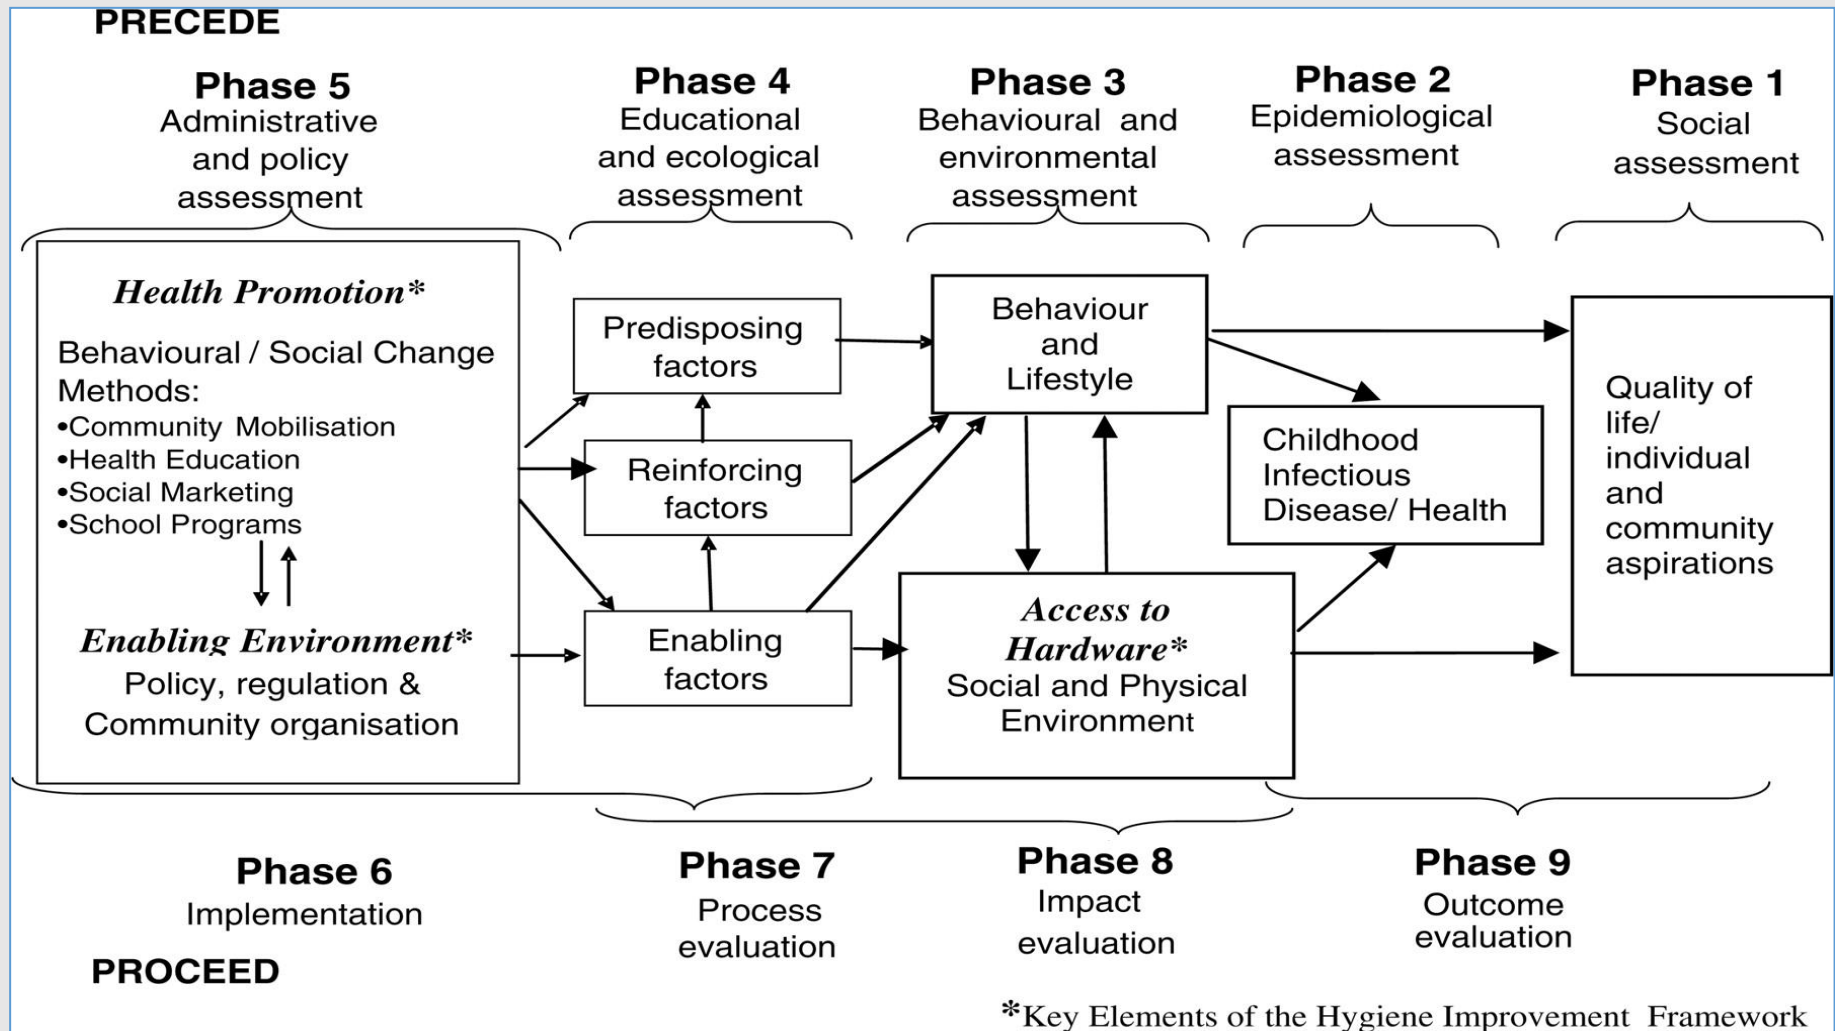 PRECEDE
Phase 5
Administrative
and policy
assessment
Phase 4
Educational
and ecological
assessment
Phase 3
Behavioural and
environmental
assessment
Phase 2
Epidemiological
assessment
Phase 1
Social
assessment
Health Promotion*
Behavioural / Social Change
Methods:
•Community Mobilisation
•Health Education
•Social Marketing
•School Programs
Enabling Environment*
Policy, regulation &
Community organisation
Predisposing
factors
Reinforcing
factors
Enabling
factors
Behaviour
and
Lifestyle
Access to
Hardware*
Social and Physical
Environment
Childhood
Infectious
Disease/ Health
Quality of
life/
individual
and
community
aspirations
Phase 6
Implementation
Phase 7
Process
evaluation
Phase 8
Impact
evaluation
Phase 9
Outcome
evaluation
PROCEED
*Key Elements of the Hygiene Improvement Framework